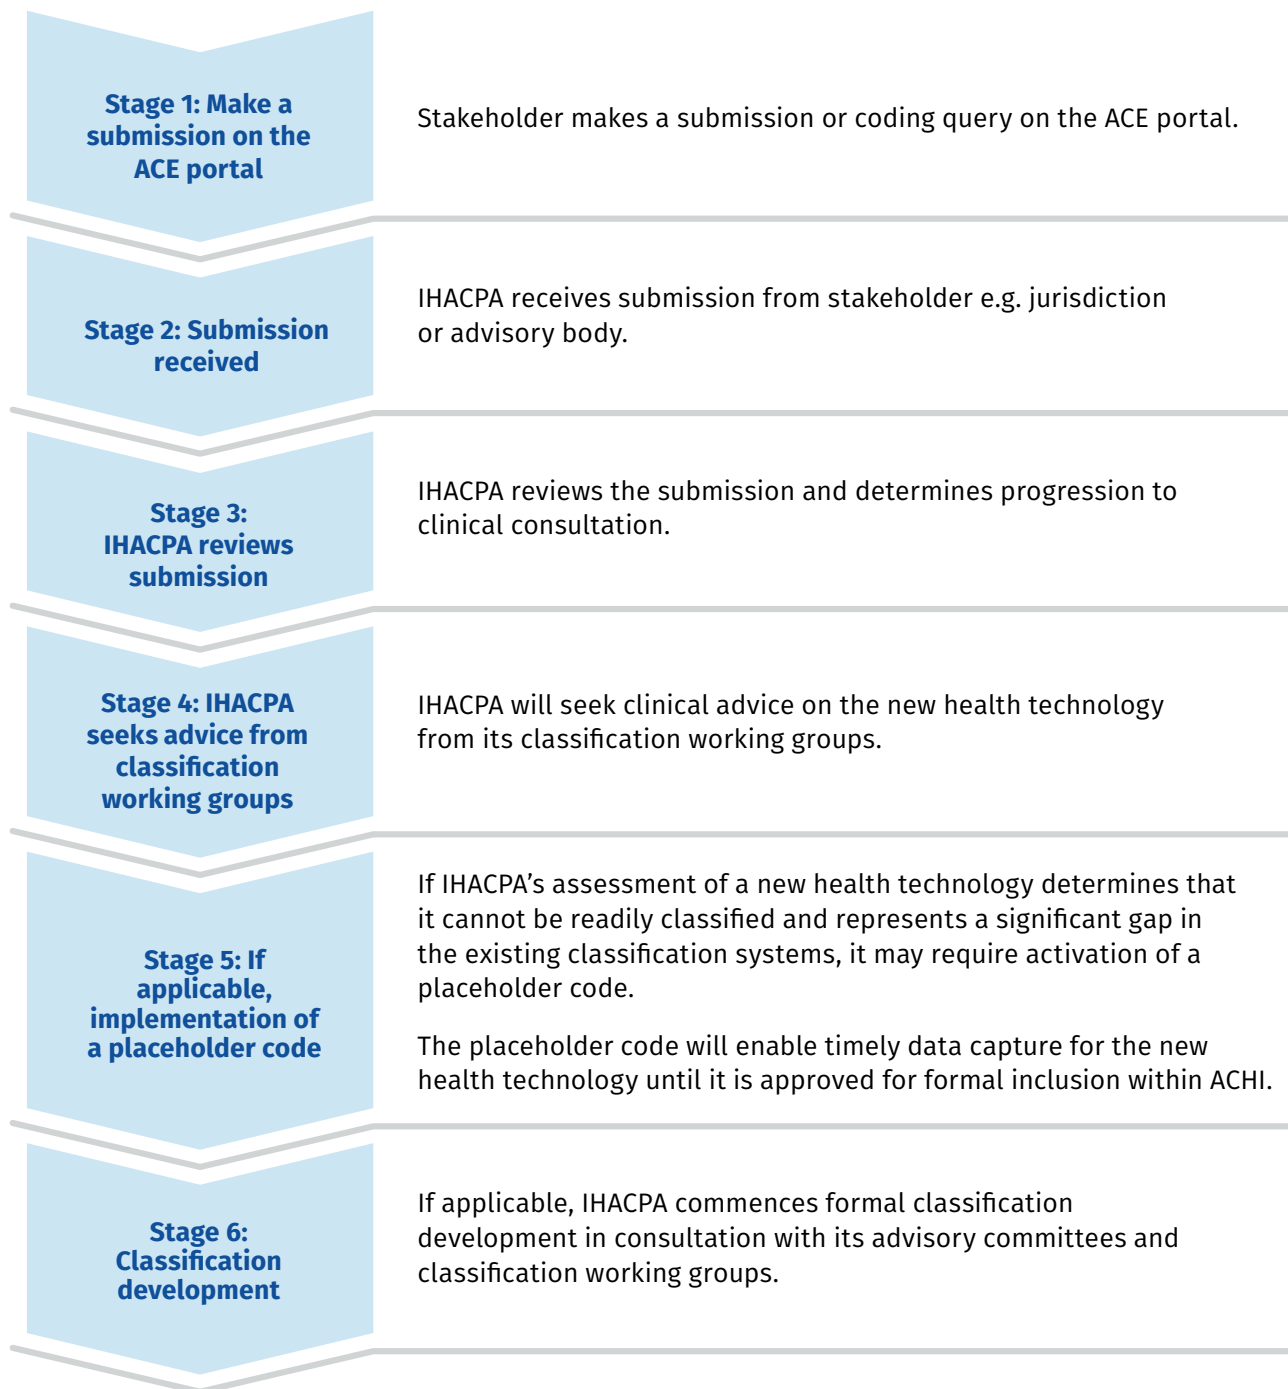 Stage 1: Make a
submission on the
ACE portal
Stakeholder makes a submission or coding query on the ACE portal.
Stage 2: Submission
received
IHACPA receives submission from stakeholder e.g. jurisdiction
or advisory body.
Stage 3:
IHACPA reviews
submission
IHACPA reviews the submission and determines progression to
clinical consultation.
Stage 4: IHACPA
seeks advice from
classification
working groups
IHACPA will seek clinical advice on the new health technology
from its classification working groups.
Stage 5: If
applicable,
implementation of
a placeholder code
If IHACPA’s assessment of a new health technology determines that
it cannot be readily classified and represents a significant gap in
the existing classification systems, it may require activation of a
placeholder code.
The placeholder code will enable timely data capture for the new
health technology until it is approved for formal inclusion within ACHI.
Stage 6:
Classification
development
If applicable, IHACPA commences formal classification
development in consultation with its advisory committees and
classification working groups.